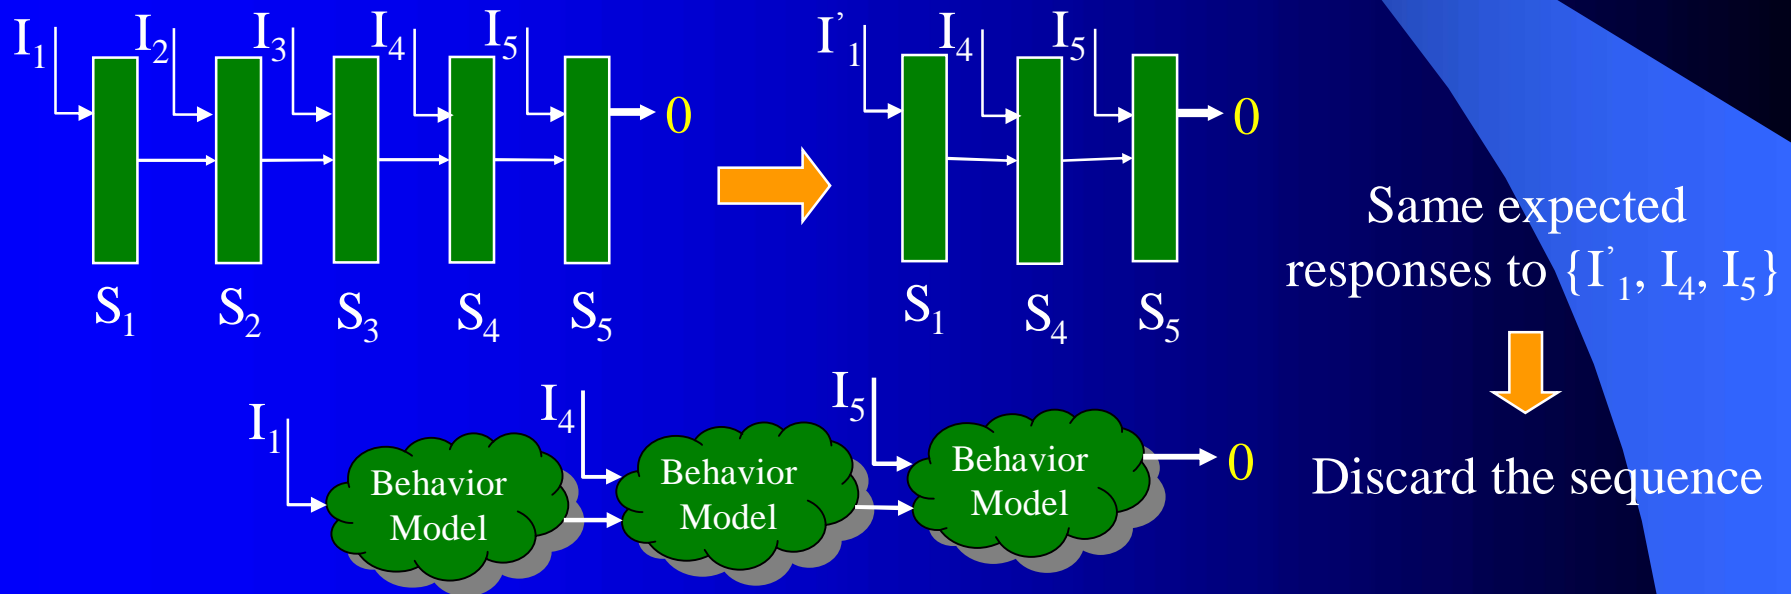 I₁ I₂ I₃ I₄ I₅
0
S₁ S₂ S₃ S₄ S₅
I’₁ I₄ I₅
0
S₁ S₄ S₅
Same expected
responses to {I’₁, I₄, I₅}
Discard the sequence
I₁ I₄ I₅
Behavior
Model
Behavior
Model
Behavior
Model
0